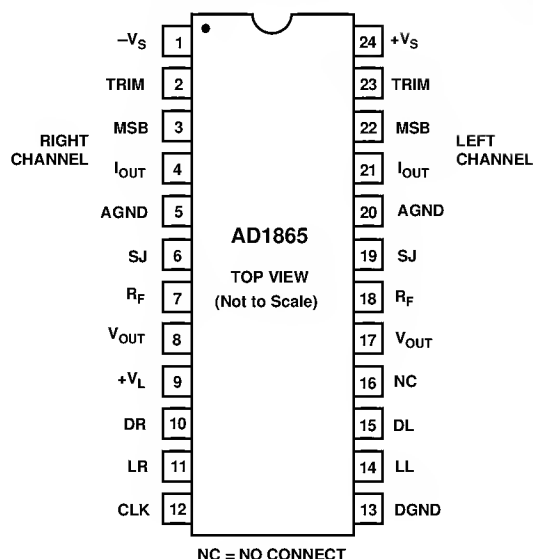 −VS 1 24 +VS
TRIM 2 23 TRIM
MSB 3 22 MSB
RIGHT CHANNEL
LEFT CHANNEL
IOUT 4 21 IOUT
AGND 5 20 AGND
AD1865
SJ 6 19 SJ
TOP VIEW
(Not to Scale)
RF 7 18 RF
VOUT 8 17 VOUT
+VL 9 16 NC
DR 10 15 DL
LR 11 14 LL
CLK 12 13 DGND
NC = NO CONNECT